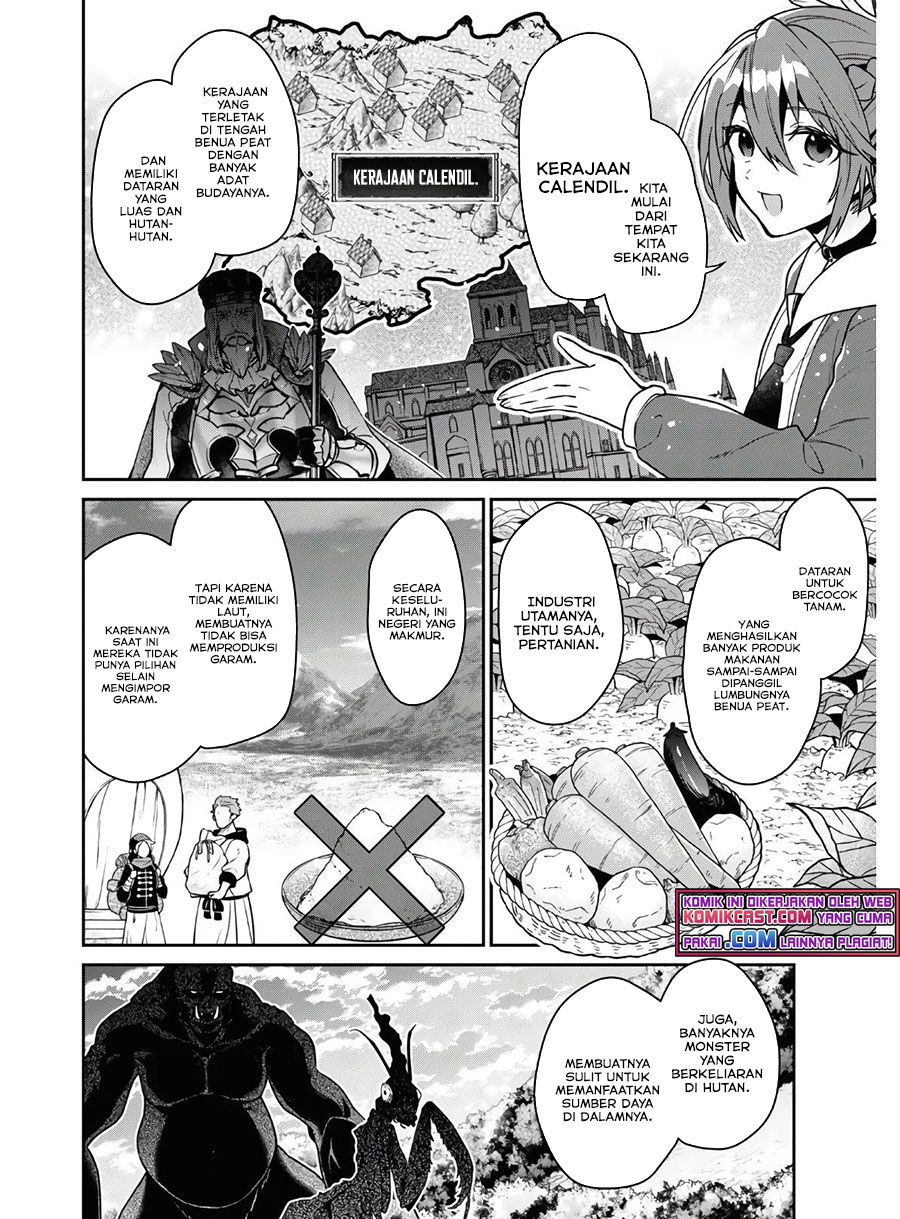 KERAJAAN
CALENDIL.
KITA
MULAI
DARI
TEMPAT
KITA
SEKARANG
INI.
KERAJAAN CALENDIL.
KERAJAAN
YANG
TERLETAK
DI TENGAH
BENUA PEAT
DENGAN
BANYAK
ADAT
BUDAYANYA.
DAN
MEMILIKI
DATARAN
YANG
LUAS DAN
HUTAN-
HUTAN.
DATARAN
UNTUK
BERCOCOK
TANAM.
YANG
MENGHASILKAN
BANYAK PRODUK
MAKANAN
SAMPAI-SAMPAI
DIPANGGIL
LUMBUNGNYA
BENUA PEAT.
INDUSTRI
UTAMANYA,
TENTU SAJA,
PERTANIAN.
SECARA
KESELU-
RUHAN, INI
NEGERI YANG
MAKMUR.
TAPI KARENA
TIDAK MEMILIKI
LAUT,
MEMBUATNYA
TIDAK BISA
MEMPRODUKSI
GARAM.
KARENANYA
SAAT INI
MEREKA TIDAK
PUNYA PILIHAN
SELAIN
MENGIMPOR
GARAM.
KOMIK INI DIKERJAKAN OLEH WEB
KOMIKCAST.COM YANG CUMA
PAKAI .COM LAINNYA PLAGIAT!
JUGA,
BANYAKNYA
MONSTER
YANG
BERKELIARAN
DI HUTAN.
MEMBUATNYA
SULIT UNTUK
MEMANFAATKAN
SUMBER DAYA
DI DALAMNYA.